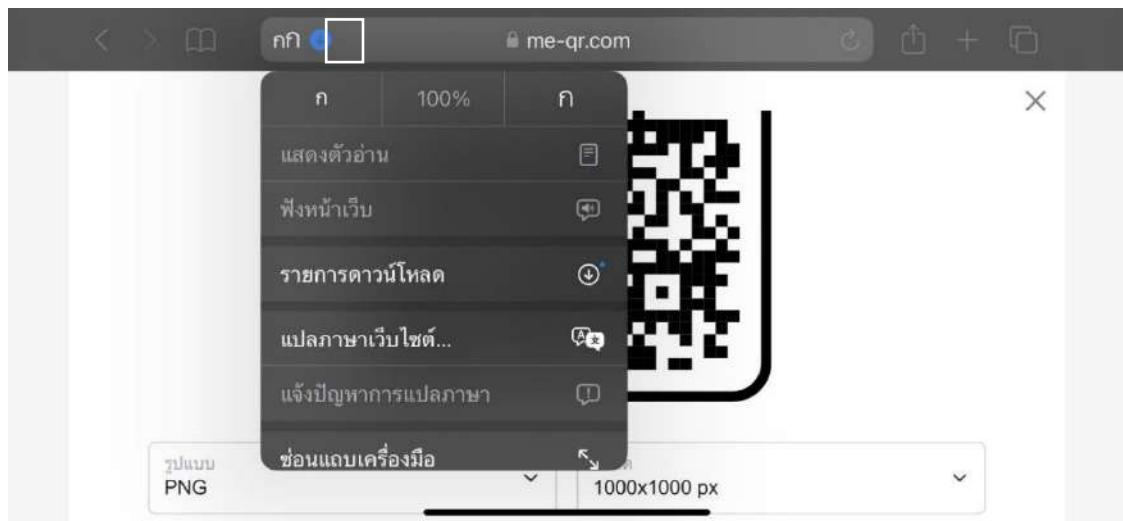 กก me-qr.com
ก 100% ก
แสดงตัวอ่าน
ฟังหน้าเว็บ
รายการดาวน์โหลด
แปลภาษาเว็บไซต์...
แจ้งปัญหาการแปลภาษา
ซ่อนแถบเครื่องมือ
รูปแบบ
PNG
1000x1000 px